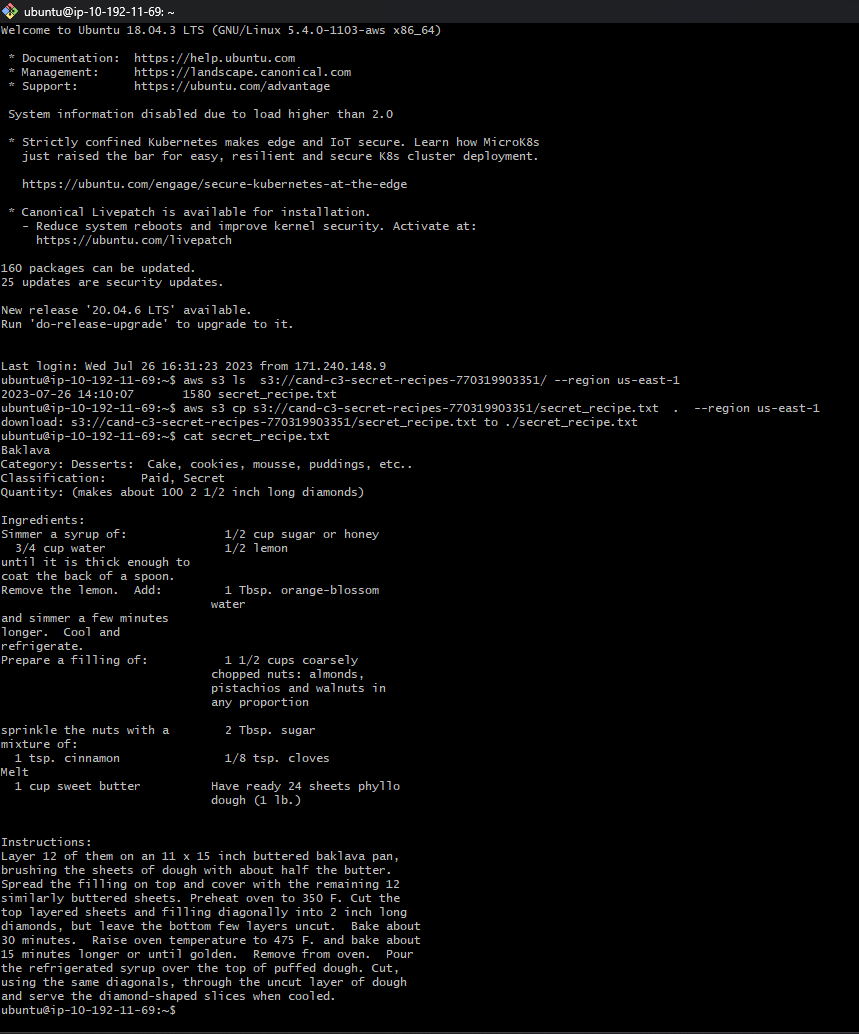 ubuntu@ip-10-192-11-69: ~
Welcome to Ubuntu 18.04.3 LTS (GNU/Linux 5.4.0-1103-aws x86_64)

 * Documentation:  https://help.ubuntu.com
 * Management:     https://landscape.canonical.com
 * Support:        https://ubuntu.com/advantage

 System information disabled due to load higher than 2.0

 * Strictly confined Kubernetes makes edge and IoT secure. Learn how MicroK8s
   just raised the bar for easy, resilient and secure K8s cluster deployment.

   https://ubuntu.com/engage/secure-kubernetes-at-the-edge

 * Canonical Livepatch is available for installation.
   - Reduce system reboots and improve kernel security. Activate at:
     https://ubuntu.com/livepatch

160 packages can be updated.
25 updates are security updates.

New release '20.04.6 LTS' available.
Run 'do-release-upgrade' to upgrade to it.


Last login: Wed Jul 26 16:31:23 2023 from 171.240.148.9
ubuntu@ip-10-192-11-69:~$ aws s3 ls  s3://cand-c3-secret-recipes-770319903351/ --region us-east-1
2023-07-26 14:10:07       1580 secret_recipe.txt
ubuntu@ip-10-192-11-69:~$ aws s3 cp s3://cand-c3-secret-recipes-770319903351/secret_recipe.txt  .  --region us-east-1
download: s3://cand-c3-secret-recipes-770319903351/secret_recipe.txt to ./secret_recipe.txt
ubuntu@ip-10-192-11-69:~$ cat secret_recipe.txt
Baklava
Category: Desserts:  Cake, cookies, mousse, puddings, etc..
Classification:     Paid, Secret
Quantity: (makes about 100 2 1/2 inch long diamonds)

Ingredients:
Simmer a syrup of:              1/2 cup sugar or honey
  3/4 cup water                 1/2 lemon
until it is thick enough to
coat the back of a spoon.
Remove the lemon.  Add:         1 Tbsp. orange-blossom
                              water
and simmer a few minutes
longer.  Cool and
refrigerate.
Prepare a filling of:           1 1/2 cups coarsely
                              chopped nuts: almonds,
                              pistachios and walnuts in
                              any proportion

sprinkle the nuts with a        2 Tbsp. sugar
mixture of:
  1 tsp. cinnamon               1/8 tsp. cloves
Melt
  1 cup sweet butter          Have ready 24 sheets phyllo
                              dough (1 lb.)


Instructions:
Layer 12 of them on an 11 x 15 inch buttered baklava pan,
brushing the sheets of dough with about half the butter.
Spread the filling on top and cover with the remaining 12
similarly buttered sheets. Preheat oven to 350 F. Cut the
top layered sheets and filling diagonally into 2 inch long
diamonds, but leave the bottom few layers uncut.  Bake about
30 minutes.  Raise oven temperature to 475 F. and bake about
15 minutes longer or until golden.  Remove from oven.  Pour
the refrigerated syrup over the top of puffed dough. Cut,
using the same diagonals, through the uncut layer of dough
and serve the diamond-shaped slices when cooled.
ubuntu@ip-10-192-11-69:~$